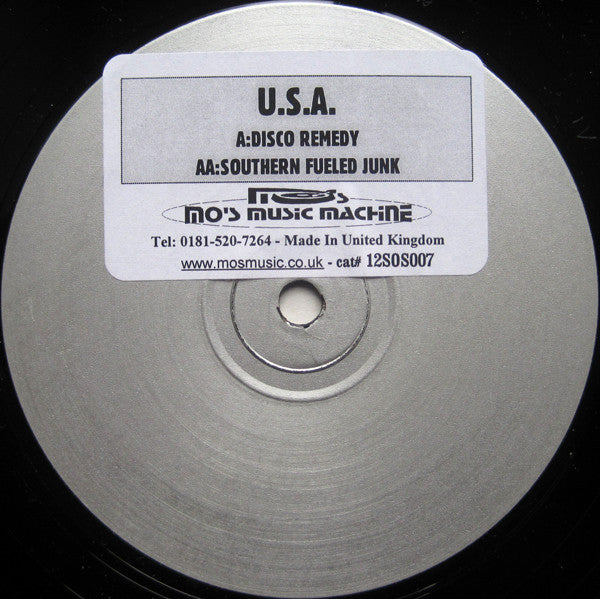 U.S.A.
A:DISCO REMEDY
AA:SOUTHERN FUELED JUNK
MO's
MO'S MUSIC MACHINE
Tel: 0181-520-7264 - Made In United Kingdom
www.mosmusic.co.uk - cat# 12SOS007